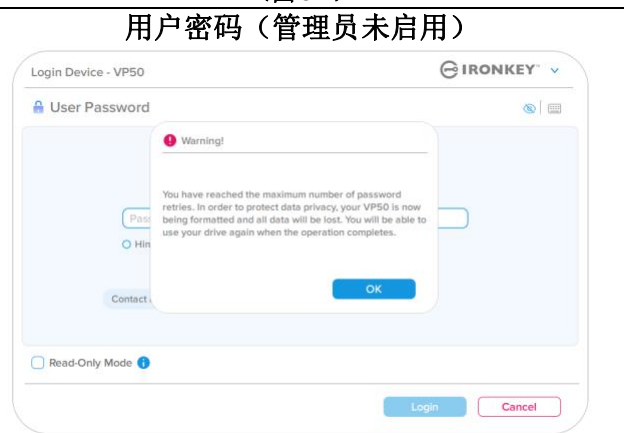 用户密码（管理员未启用）
Login Device - VP50
IRONKEY
User Password
Warning!
You have reached the maximum number of password
retries. In order to protect data privacy, your VP50 is now
being formatted and all data will be lost. You will be able to
use your drive again when the operation completes.
Pas
Hin
OK
Contact
Read-Only Mode
Login
Cancel